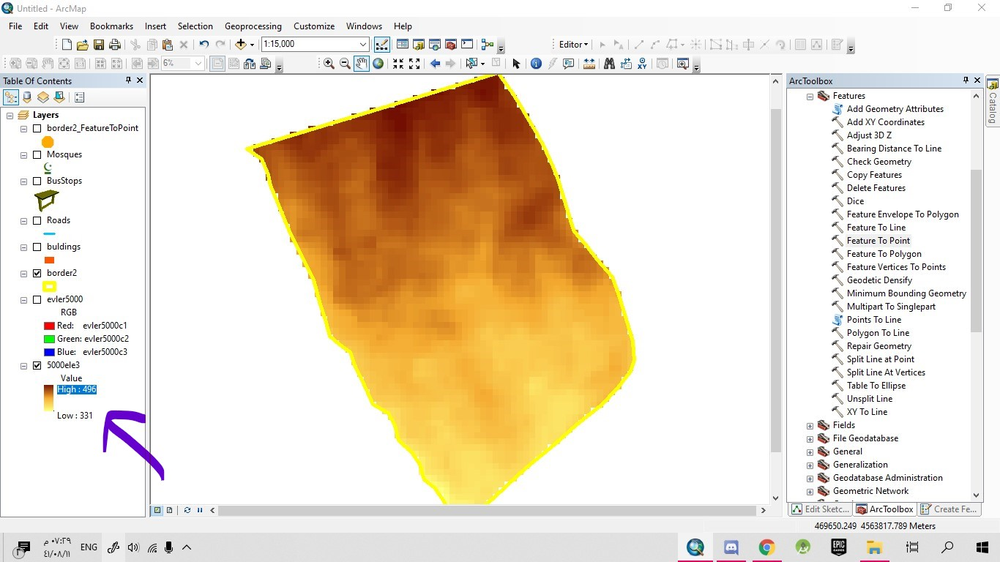 Untitled - ArcMap
File Edit View Bookmarks Insert Selection Geoprocessing Customize Windows Help
1:15,000
Editor
6%
Table Of Contents
Layers
border2_FeatureToPoint
Mosques
BusStops
Roads
buldings
border2
evler5000
RGB
Red: evler5000c1
Green: evler5000c2
Blue: evler5000c3
5000ele3
Value
High : 496
Low : 331
ArcToolbox
Features
Add Geometry Attributes
Add XY Coordinates
Adjust 3D Z
Bearing Distance To Line
Check Geometry
Copy Features
Delete Features
Dice
Feature Envelope To Polygon
Feature To Line
Feature To Point
Feature To Polygon
Feature Vertices To Points
Geodetic Densify
Minimum Bounding Geometry
Multipart To Singlepart
Points To Line
Polygon To Line
Repair Geometry
Split Line at Point
Split Line At Vertices
Table To Ellipse
Unsplit Line
XY To Line
Fields
File Geodatabase
General
Generalization
Geodatabase Administration
Geometric Network
Edit Sketc... ArcToolbox Create Fe...
Catalog
469650.249 4563817.789 Meters
٠٧:٢٩ م
ENG
٤١/٠٨/١١
EPIC
GAMES